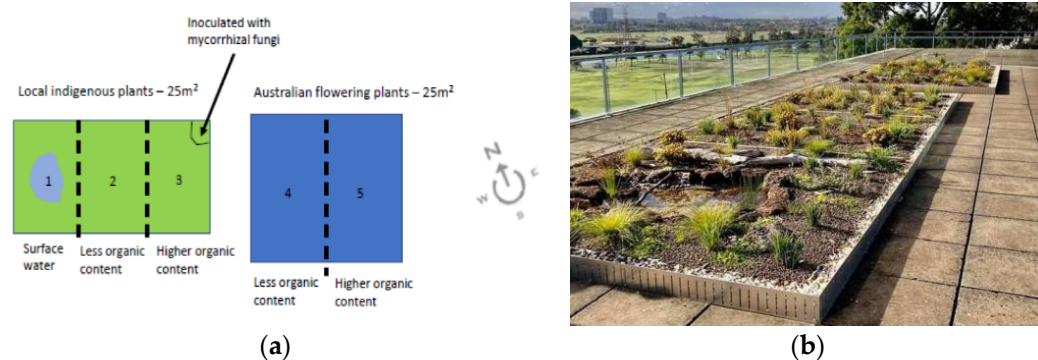 Inoculated with
mycorrhizal fungi
Local indigenous plants – 25m²
Australian flowering plants – 25m²
1
2
3
4
5
N
W
E
S
Surface
water
Less organic
content
Higher organic
content
Less organic
content
Higher organic
content
(a)
(b)